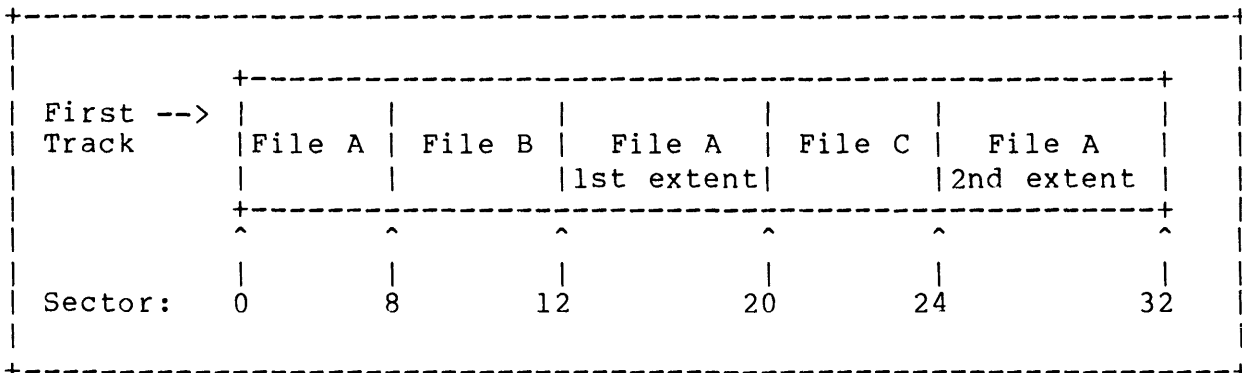 First -->
Track File A File B File A File C File A
1st extent 2nd extent
Sector: 0 8 12 20 24 32